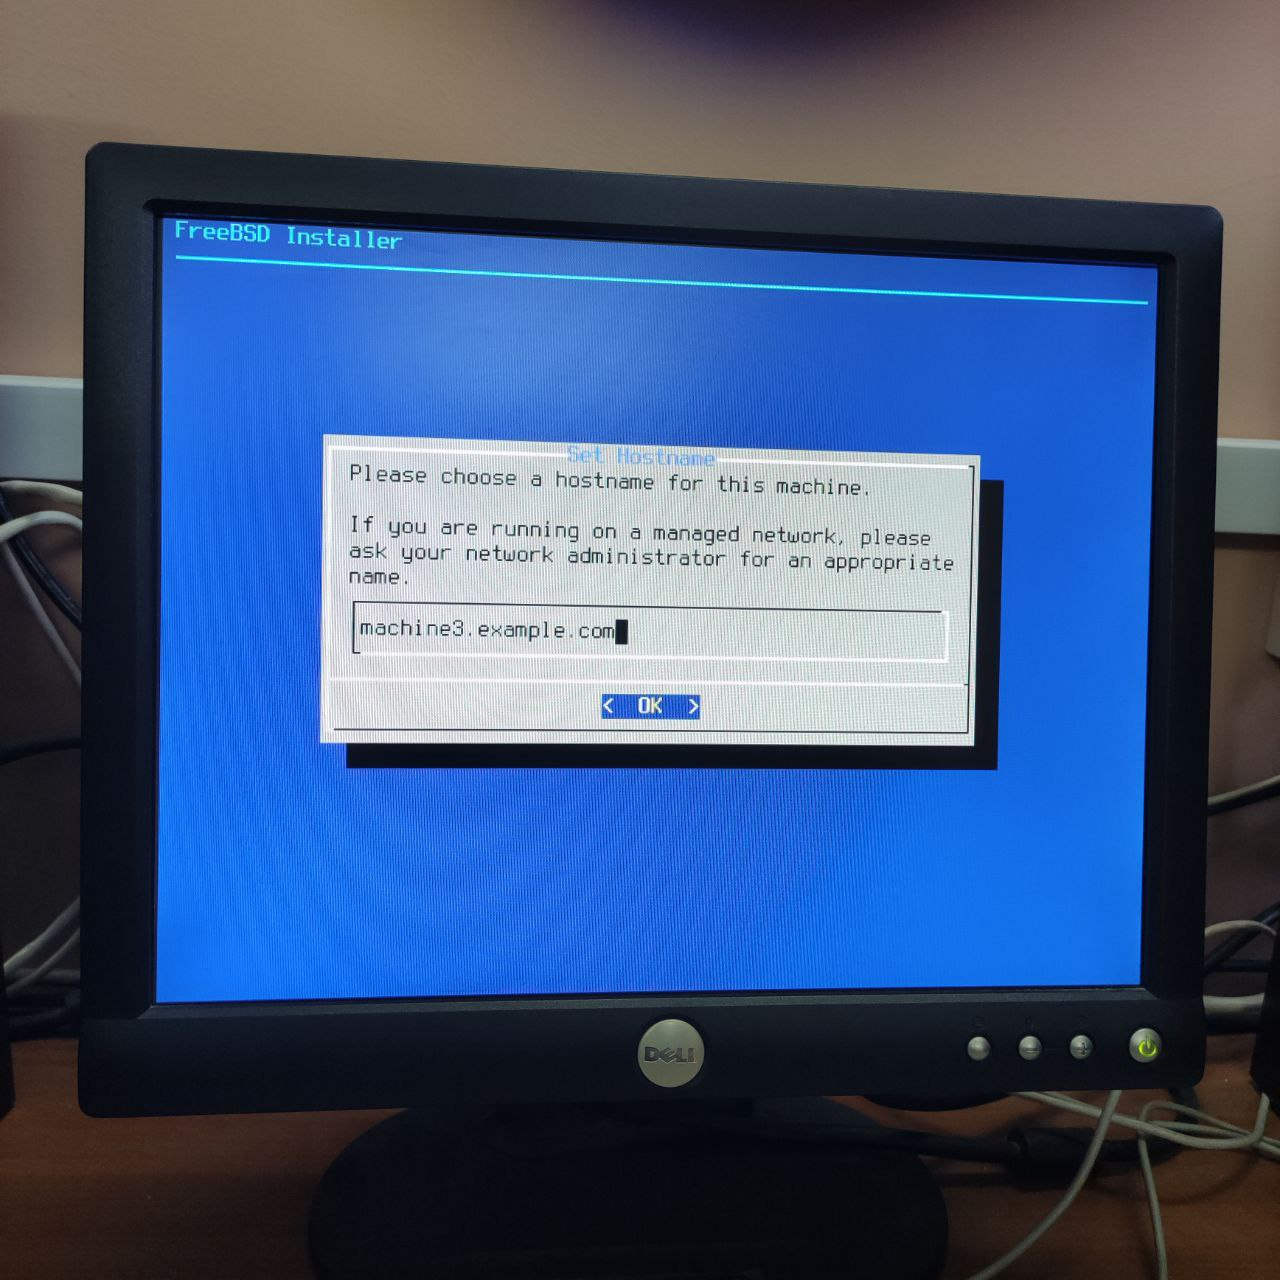 FreeBSD Installer
Set Hostname
Please choose a hostname for this machine.
If you are running on a managed network, please
ask your network administrator for an appropriate
name.
machine3.example.com
< OK >
DELL